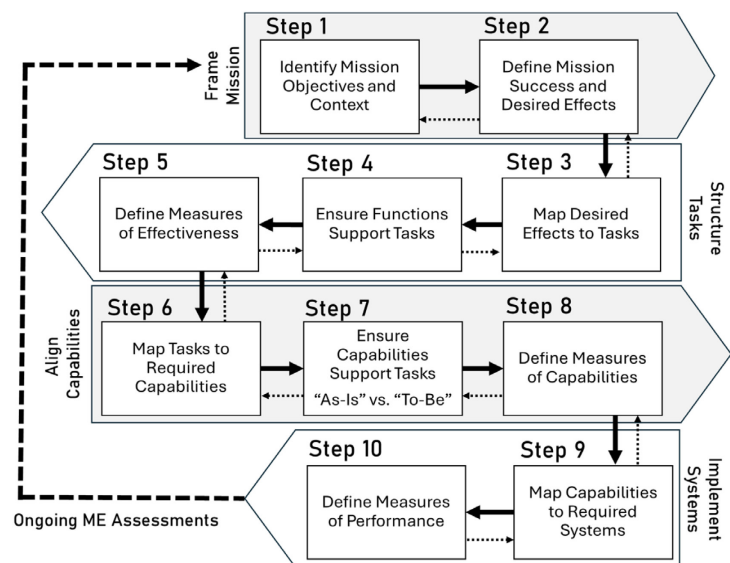 Step 1
Step 2
Frame
Mission
Identify Mission
Objectives and
Context
Define Mission
Success and
Desired Effects
Step 5
Step 4
Step 3
Structure
Tasks
Define Measures
of Effectiveness
Ensure Functions
Support Tasks
Map Desired
Effects to Tasks
Step 6
Step 7
Step 8
Align
Capabilities
Map Tasks to
Required
Capabilities
Ensure
Capabilities
Support Tasks
“As-Is” vs. “To-Be”
Define Measures
of Capabilities
Step 10
Step 9
Implement
Systems
Define Measures
of Performance
Map Capabilities
to Required
Systems
Ongoing ME Assessments